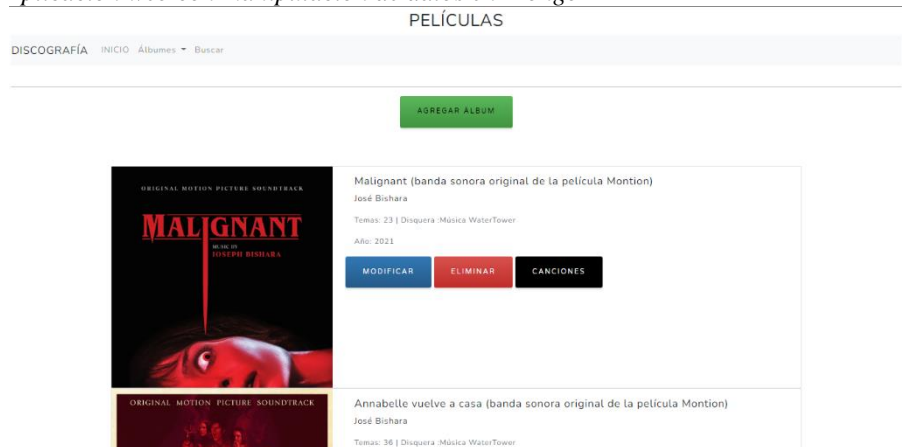 PELÍCULAS
DISCOGRAFÍA INICIO Álbumes Buscar
AGREGAR ÁLBUM
ORIGINAL MOTION PICTURE SOUNDTRACK
MALIGNANT
MUSIC BY
JOSEPH BISHARA
Malignant (banda sonora original de la película Montion)
José Bishara
Temas: 23 | Disquera :Música WaterTower
Año: 2021
MODIFICAR ELIMINAR CANCIONES
ORIGINAL MOTION PICTURE SOUNDTRACK
Annabelle vuelve a casa (banda sonora original de la película Montion)
José Bishara
Temas: 36 | Disquera :Música WaterTower